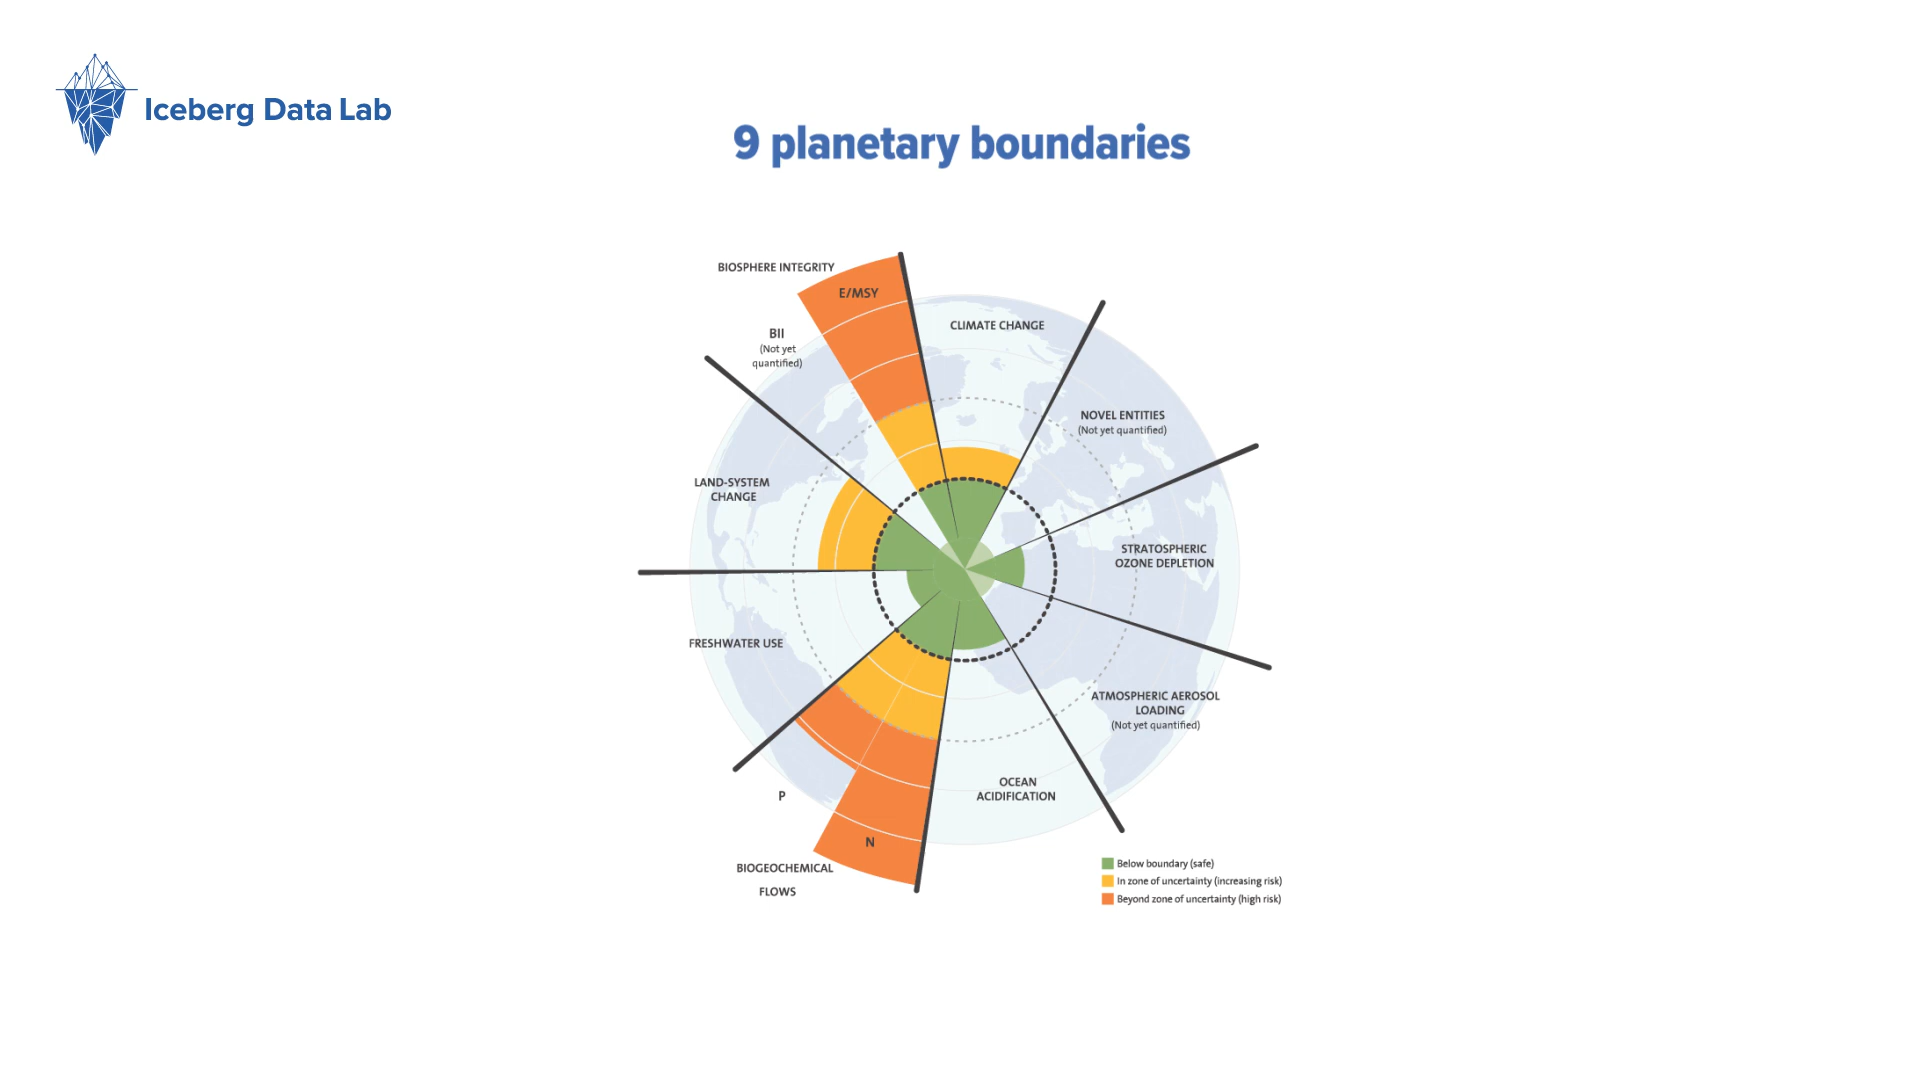 Iceberg Data Lab
9 planetary boundaries
BIOSPHERE INTEGRITY
E/MSY
BII
(Not yet
quantified)
CLIMATE CHANGE
NOVEL ENTITIES
(Not yet quantified)
LAND-SYSTEM
CHANGE
STRATOSPHERIC
OZONE DEPLETION
FRESHWATER USE
ATMOSPHERIC AEROSOL
LOADING
(Not yet quantified)
OCEAN
ACIDIFICATION
P
N
BIOGEOCHEMICAL
FLOWS
Below boundary (safe)
In zone of uncertainty (increasing risk)
Beyond zone of uncertainty (high risk)